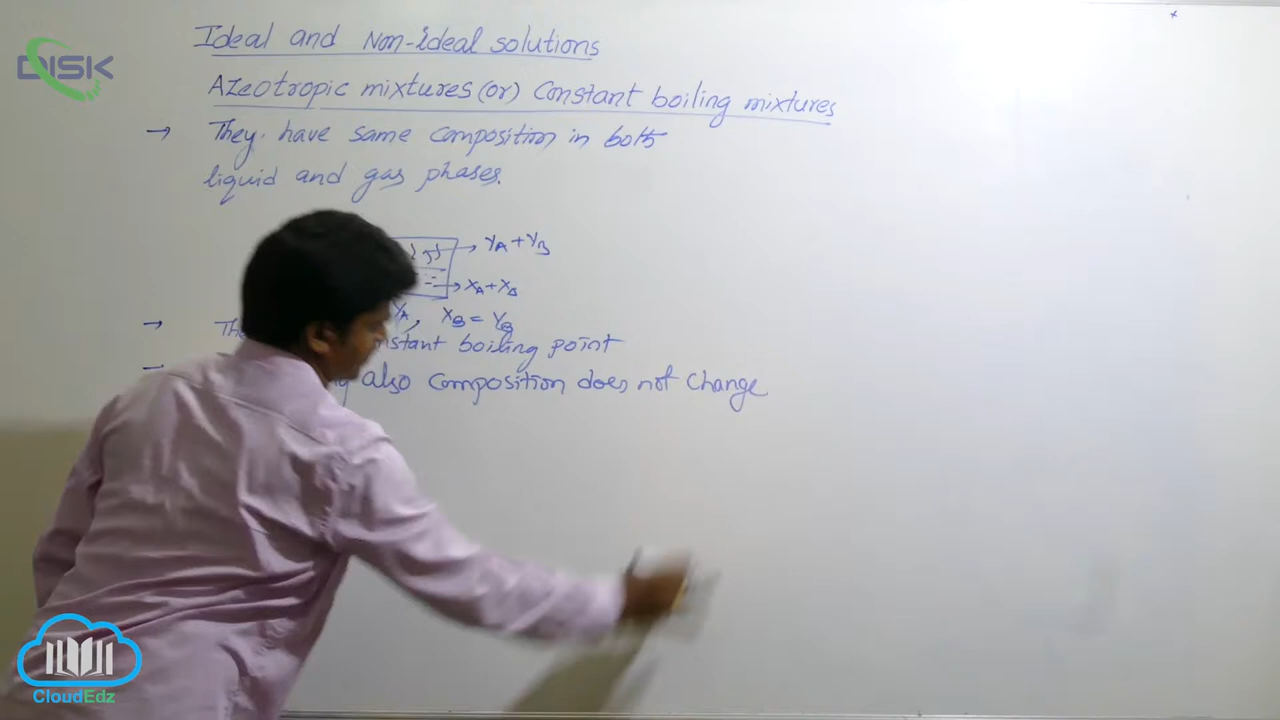 DISK
Ideal and Non-ideal solutions
Azeotropic mixtures (or) Constant boiling mixtures
→ They have same composition in both
liquid and gas phases.
→ YA + YB
→ XA + XB
YA, XB = YB
→ boiling point
also composition does not change
CloudEdz